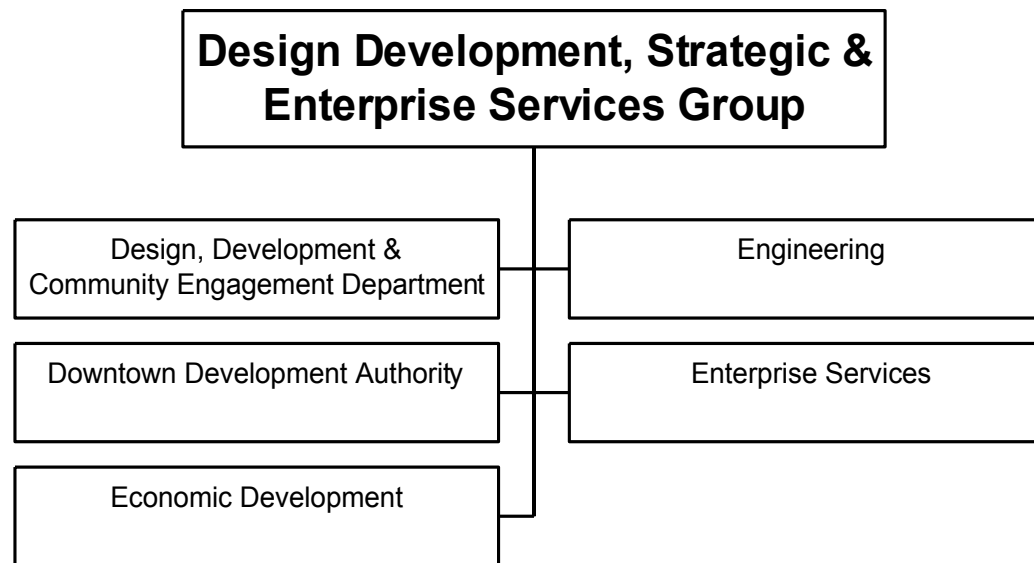 Design Development, Strategic &
Enterprise Services Group
Design, Development &
Community Engagement Department
Engineering
Downtown Development Authority
Enterprise Services
Economic Development